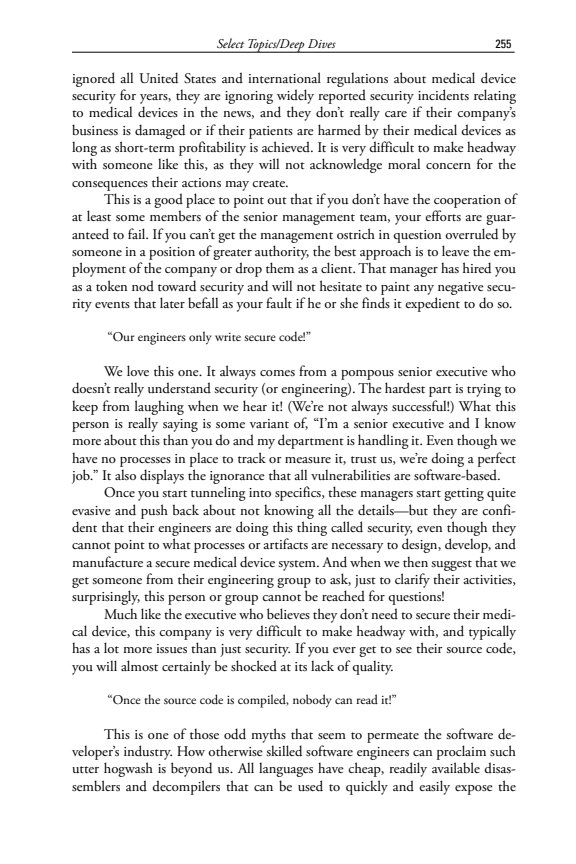 Select Topics/Deep Dives 255
ignored all United States and international regulations about medical device
security for years, they are ignoring widely reported security incidents relating
to medical devices in the news, and they don’t really care if their company’s
business is damaged or if their patients are harmed by their medical devices as
long as short-term profitability is achieved. It is very difficult to make headway
with someone like this, as they will not acknowledge moral concern for the
consequences their actions may create.
This is a good place to point out that if you don’t have the cooperation of
at least some members of the senior management team, your efforts are guar-
anteed to fail. If you can’t get the management ostrich in question overruled by
someone in a position of greater authority, the best approach is to leave the em-
ployment of the company or drop them as a client. That manager has hired you
as a token nod toward security and will not hesitate to paint any negative secu-
rity events that later befall as your fault if he or she finds it expedient to do so.
“Our engineers only write secure code!”
We love this one. It always comes from a pompous senior executive who
doesn’t really understand security (or engineering). The hardest part is trying to
keep from laughing when we hear it! (We’re not always successful!) What this
person is really saying is some variant of, “I’m a senior executive and I know
more about this than you do and my department is handling it. Even though we
have no processes in place to track or measure it, trust us, we’re doing a perfect
job.” It also displays the ignorance that all vulnerabilities are software-based.
Once you start tunneling into specifics, these managers start getting quite
evasive and push back about not knowing all the details—but they are confi-
dent that their engineers are doing this thing called security, even though they
cannot point to what processes or artifacts are necessary to design, develop, and
manufacture a secure medical device system. And when we then suggest that we
get someone from their engineering group to ask, just to clarify their activities,
surprisingly, this person or group cannot be reached for questions!
Much like the executive who believes they don’t need to secure their medi-
cal device, this company is very difficult to make headway with, and typically
has a lot more issues than just security. If you ever get to see their source code,
you will almost certainly be shocked at its lack of quality.
“Once the source code is compiled, nobody can read it!”
This is one of those odd myths that seem to permeate the software de-
veloper’s industry. How otherwise skilled software engineers can proclaim such
utter hogwash is beyond us. All languages have cheap, readily available disas-
semblers and decompilers that can be used to quickly and easily expose the